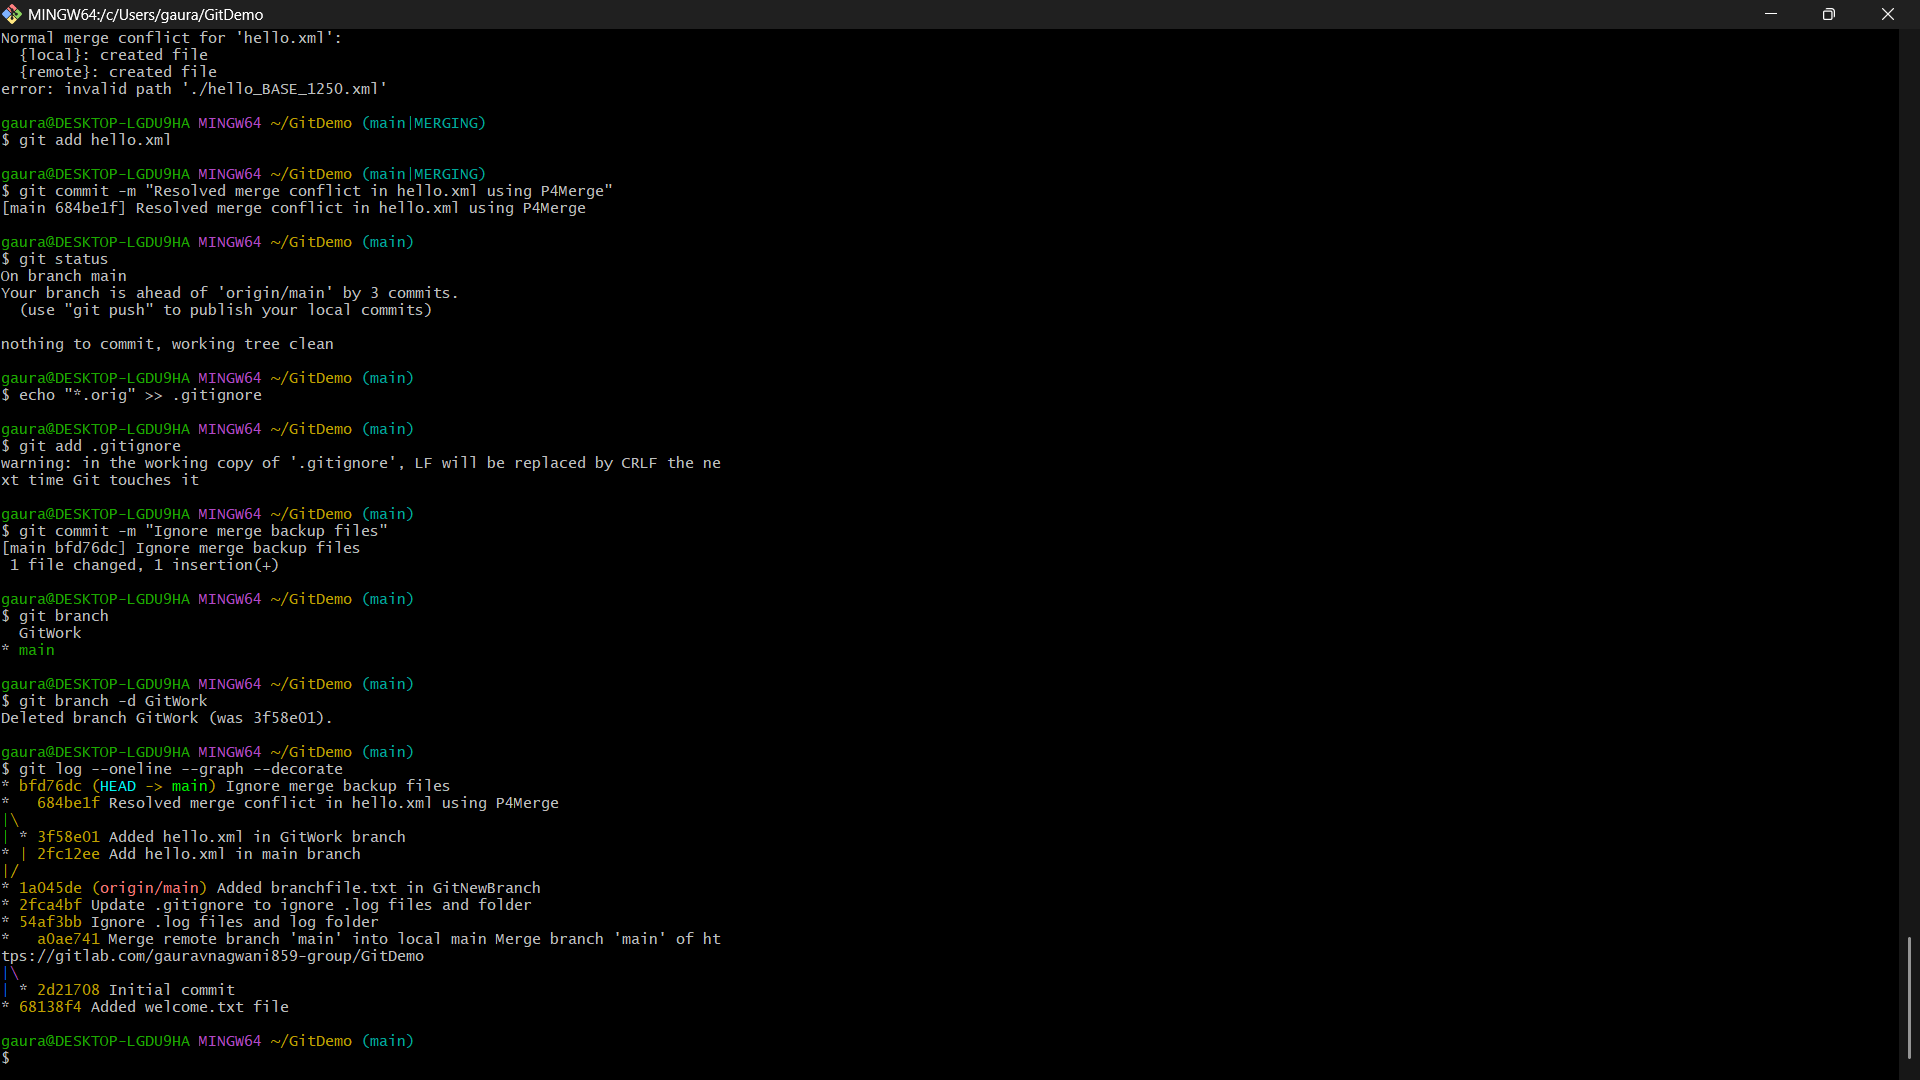 MINGW64:/c/Users/gaura/GitDemo
Normal merge conflict for 'hello.xml':
  {local}: created file
  {remote}: created file
error: invalid path './hello_BASE_1250.xml'

gaura@DESKTOP-LGDU9HA MINGW64 ~/GitDemo (main|MERGING)
$ git add hello.xml

gaura@DESKTOP-LGDU9HA MINGW64 ~/GitDemo (main|MERGING)
$ git commit -m "Resolved merge conflict in hello.xml using P4Merge"
[main 684be1f] Resolved merge conflict in hello.xml using P4Merge

gaura@DESKTOP-LGDU9HA MINGW64 ~/GitDemo (main)
$ git status
On branch main
Your branch is ahead of 'origin/main' by 3 commits.
  (use "git push" to publish your local commits)

nothing to commit, working tree clean

gaura@DESKTOP-LGDU9HA MINGW64 ~/GitDemo (main)
$ echo "*.orig" >> .gitignore

gaura@DESKTOP-LGDU9HA MINGW64 ~/GitDemo (main)
$ git add .gitignore
warning: in the working copy of '.gitignore', LF will be replaced by CRLF the ne
xt time Git touches it

gaura@DESKTOP-LGDU9HA MINGW64 ~/GitDemo (main)
$ git commit -m "Ignore merge backup files"
[main bfd76dc] Ignore merge backup files
 1 file changed, 1 insertion(+)

gaura@DESKTOP-LGDU9HA MINGW64 ~/GitDemo (main)
$ git branch
  GitWork
* main

gaura@DESKTOP-LGDU9HA MINGW64 ~/GitDemo (main)
$ git branch -d GitWork
Deleted branch GitWork (was 3f58e01).

gaura@DESKTOP-LGDU9HA MINGW64 ~/GitDemo (main)
$ git log --oneline --graph --decorate
* bfd76dc (HEAD -> main) Ignore merge backup files
*   684be1f Resolved merge conflict in hello.xml using P4Merge
|\
| * 3f58e01 Added hello.xml in GitWork branch
* | 2fc12ee Add hello.xml in main branch
|/
* 1a045de (origin/main) Added branchfile.txt in GitNewBranch
* 2fca4bf Update .gitignore to ignore .log files and folder
* 54af3bb Ignore .log files and log folder
*   a0ae741 Merge remote branch 'main' into local main Merge branch 'main' of ht
tps://gitlab.com/gauravnagwani859-group/GitDemo
|\
| * 2d21708 Initial commit
* 68138f4 Added welcome.txt file

gaura@DESKTOP-LGDU9HA MINGW64 ~/GitDemo (main)
$